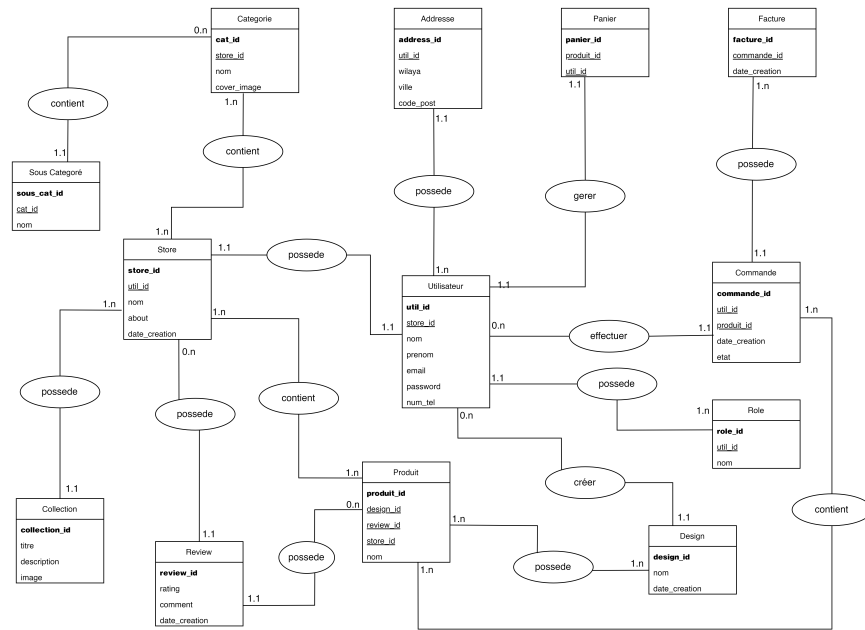 Categorie
cat_id
store_id
nom
cover_image
Addresse
address_id
util_id
wilaya
ville
code_post
Panier
panier_id
produit_id
util_id
Facture
facture_id
commande_id
date_creation
0.n
1.n
1.1
1.1
1.n
contient
contient
possede
gerer
possede
1.1
Sous Categoré
sous_cat_id
cat_id
nom
1.n
1.1
1.n
1.1
1.1
Store
store_id
util_id
nom
about
date_creation
possede
Utilisateur
util_id
store_id
nom
prenom
email
password
num_tel
Commande
commande_id
util_id
produit_id
date_creation
etat
1.n
1.n
0.n
1.1
0.n
effectuer
1.1
1.n
possede
possede
contient
1.1
possede
1.n
0.n
Role
role_id
util_id
nom
créer
contient
1.1
1.1
1.n
0.n
1.n
1.1
Collection
collection_id
titre
description
image
Produit
produit_id
design_id
review_id
store_id
nom
Review
review_id
rating
comment
date_creation
possede
1.1
1.n
possede
1.n
Design
design_id
nom
date_creation